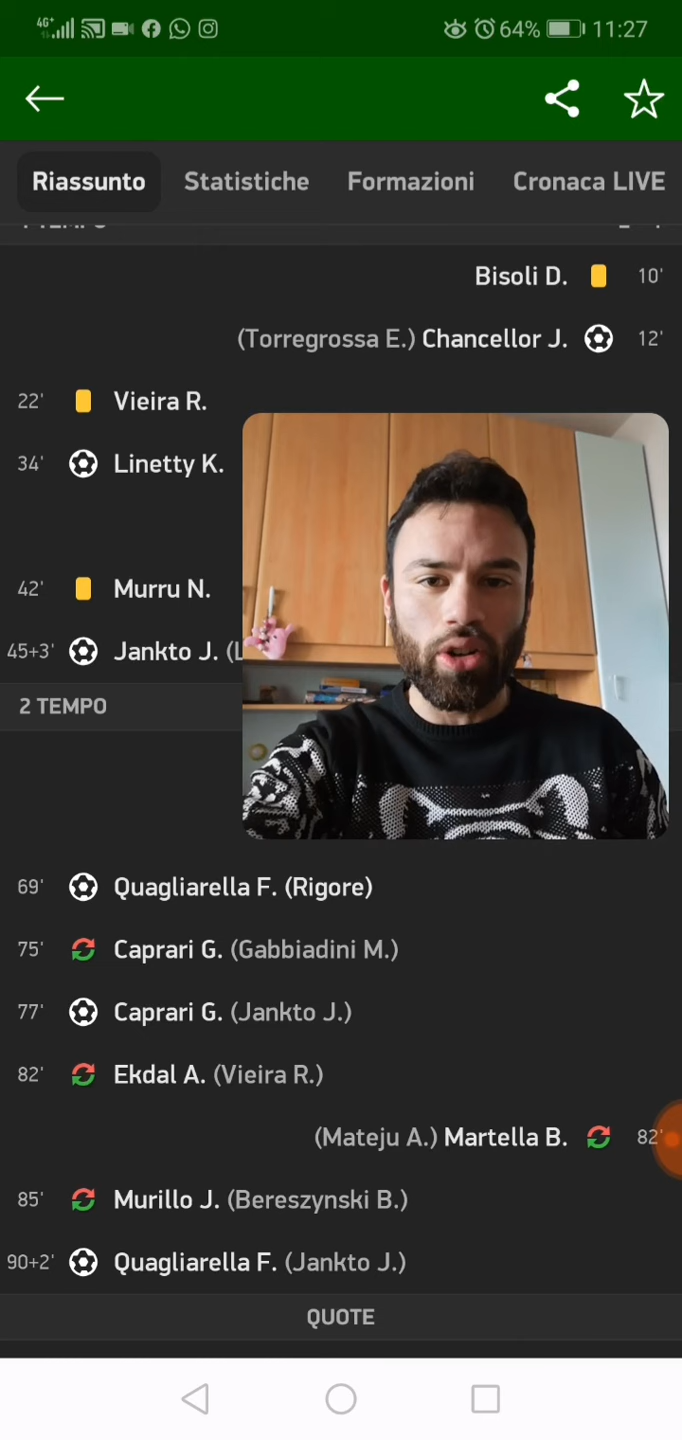 4G+ 64% 11:27
Riassunto Statistiche Formazioni Cronaca LIVE
Bisoli D. 10'
(Torregrossa E.) Chancellor J. 12'
22' Vieira R.
34' Linetty K.
42' Murru N.
45+3' Jankto J. (L
2 TEMPO
69' Quagliarella F. (Rigore)
75' Caprari G. (Gabbiadini M.)
77' Caprari G. (Jankto J.)
82' Ekdal A. (Vieira R.)
(Mateju A.) Martella B. 82'
85' Murillo J. (Bereszynski B.)
90+2' Quagliarella F. (Jankto J.)
QUOTE